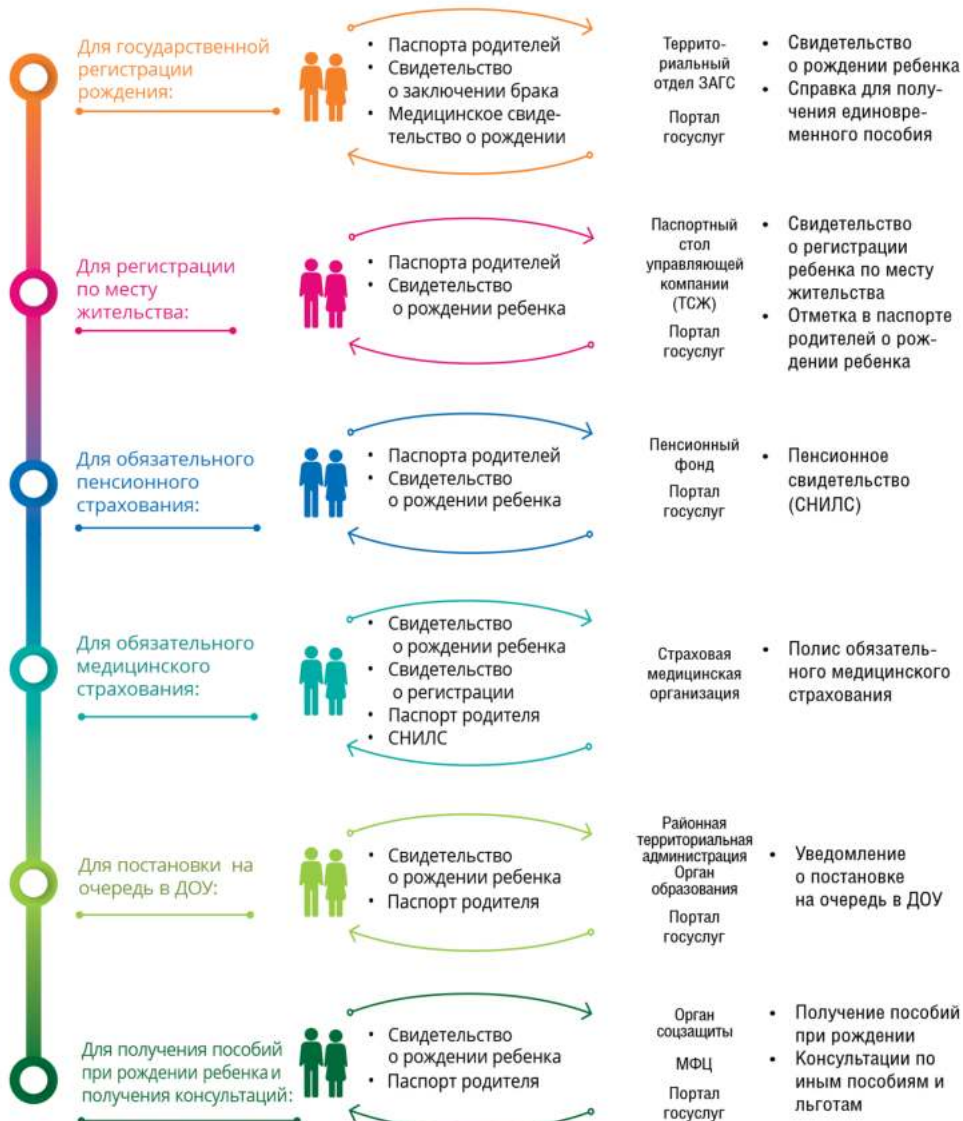 Для государственной
регистрации
рождения:
• Паспорта родителей
• Свидетельство
о заключении брака
• Медицинское свиде-
тельство о рождении
Террито-
риальный
отдел ЗАГС
Портал
госуслуг
• Свидетельство
о рождении ребенка
• Справка для полу-
чения единовре-
менного пособия
Для регистрации
по месту
жительства:
• Паспорта родителей
• Свидетельство
о рождении ребенка
Паспортный
стол
управляющей
компании
(ТСЖ)
Портал
госуслуг
• Свидетельство
о регистрации
ребенка по месту
жительства
• Отметка в паспорте
родителей о рож-
дении ребенка
Для обязательного
пенсионного
страхования:
• Паспорта родителей
• Свидетельство
о рождении ребенка
Пенсионный
фонд
Портал
госуслуг
• Пенсионное
свидетельство
(СНИЛС)
Для обязательного
медицинского
страхования:
• Свидетельство
о рождении ребенка
• Свидетельство
о регистрации
• Паспорт родителя
• СНИЛС
Страховая
медицинская
организация
• Полис обязатель-
ного медицинского
страхования
Для постановки на
очередь в ДОУ:
• Свидетельство
о рождении ребенка
• Паспорт родителя
Районная
территориальная
администрация
Орган
образования
Портал
госуслуг
• Уведомление
о постановке
на очередь в ДОУ
Для получения пособий
при рождении ребенка и
получения консультаций:
• Свидетельство
о рождении ребенка
• Паспорт родителя
Орган
соцзащиты
МФЦ
Портал
госуслуг
• Получение пособий
при рождении
• Консультации по
иным пособиям и
льготам